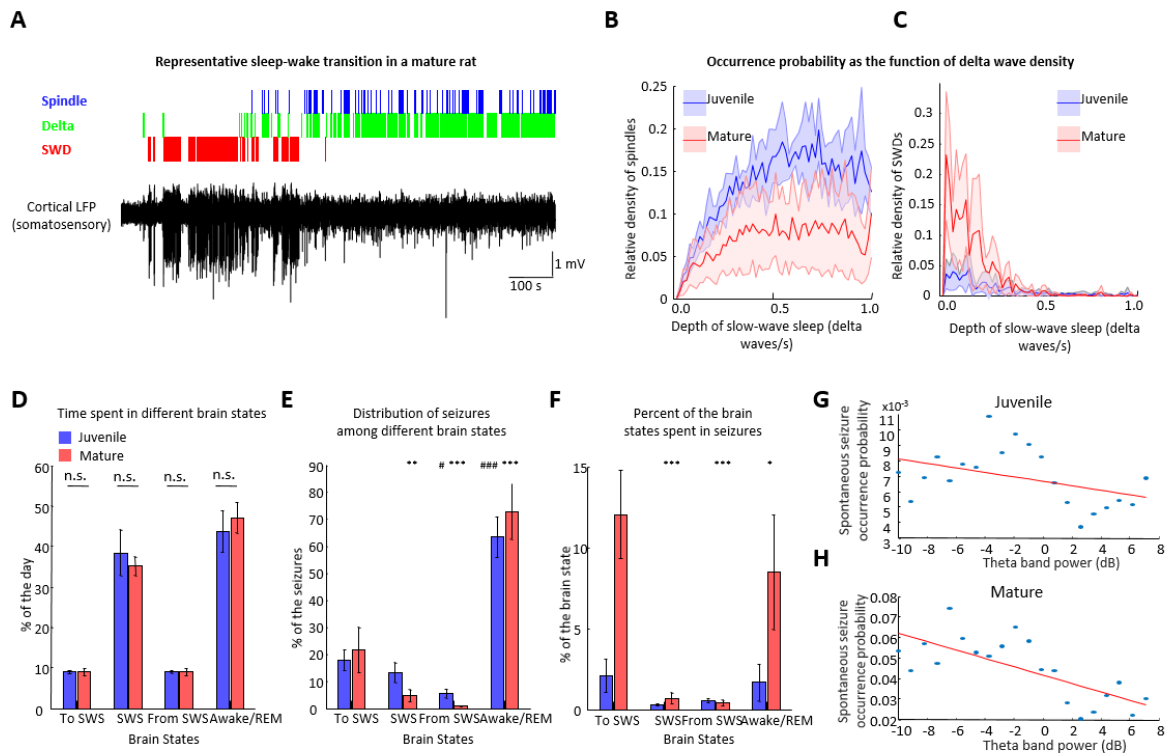 A
Representative sleep-wake transition in a mature rat
Spindle
Delta
SWD
Cortical LFP
(somatosensory)
1 mV
100 s
B
C
Occurrence probability as the function of delta wave density
Relative density of spindles
0.25
0.2
0.15
0.1
0.05
0
Juvenile
Mature
0
0.5
1.0
Depth of slow-wave sleep (delta
waves/s)
Relative density of SWDs
0.3
0.25
0.2
0.15
0.1
0.05
0
Juvenile
Mature
0.0
0.5
1.0
Depth of slow-wave sleep (delta
waves/s)
D
Time spent in different brain states
Juvenile
Mature
% of the day
60
50
40
30
20
10
0
n.s.
n.s.
n.s.
n.s.
To SWS
SWS
From SWS
Awake/REM
Brain States
E
Distribution of seizures
among different brain states
% of the seizures
90
80
70
60
50
40
30
20
10
0
**
# ***
### ***
To SWS
SWS
From SWS
Awake/REM
Brain States
F
Percent of the brain
states spent in seizures
% of the brain state
15
10
5
0
***
***
*
To SWS
SWS
From SWS
Awake/REM
Brain States
G
Juvenile
Spontaneous seizure
occurrence probability
x10-3
11
10
9
8
7
6
5
4
3
-10
-8
-6
-4
-2
0
2
4
6
8
Theta band power (dB)
H
Mature
Spontaneous seizure
occurrence probability
0.08
0.07
0.06
0.05
0.04
0.03
0.02
-10
-8
-6
-4
-2
0
2
4
6
8
Theta band power (dB)